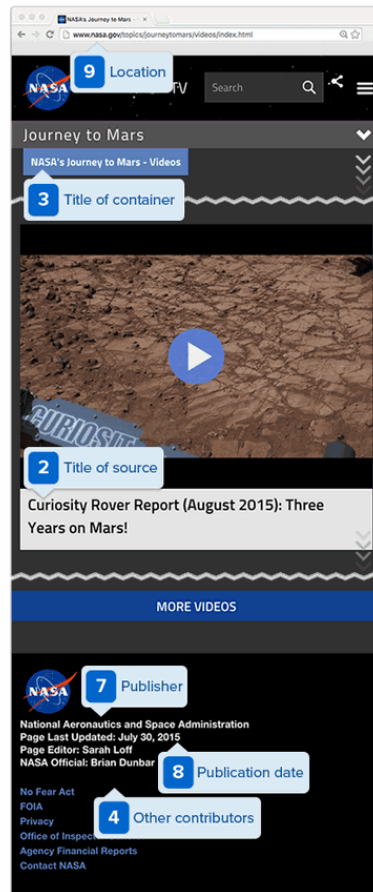 NASA's Journey to Mars - 
www.nasa.gov/topics/journeytomars/videos/index.html
9 Location
NASA
TV
Search
Journey to Mars
NASA's Journey to Mars - Videos
3 Title of container
CURIOSIT
2 Title of source
Curiosity Rover Report (August 2015): Three
Years on Mars!
MORE VIDEOS
NASA
7 Publisher
National Aeronautics and Space Administration
Page Last Updated: July 30, 2015
Page Editor: Sarah Loff
NASA Official: Brian Dunbar
8 Publication date
No Fear Act
4 Other contributors
FOIA
Privacy
Office of Inspec
Agency Financial Reports
Contact NASA